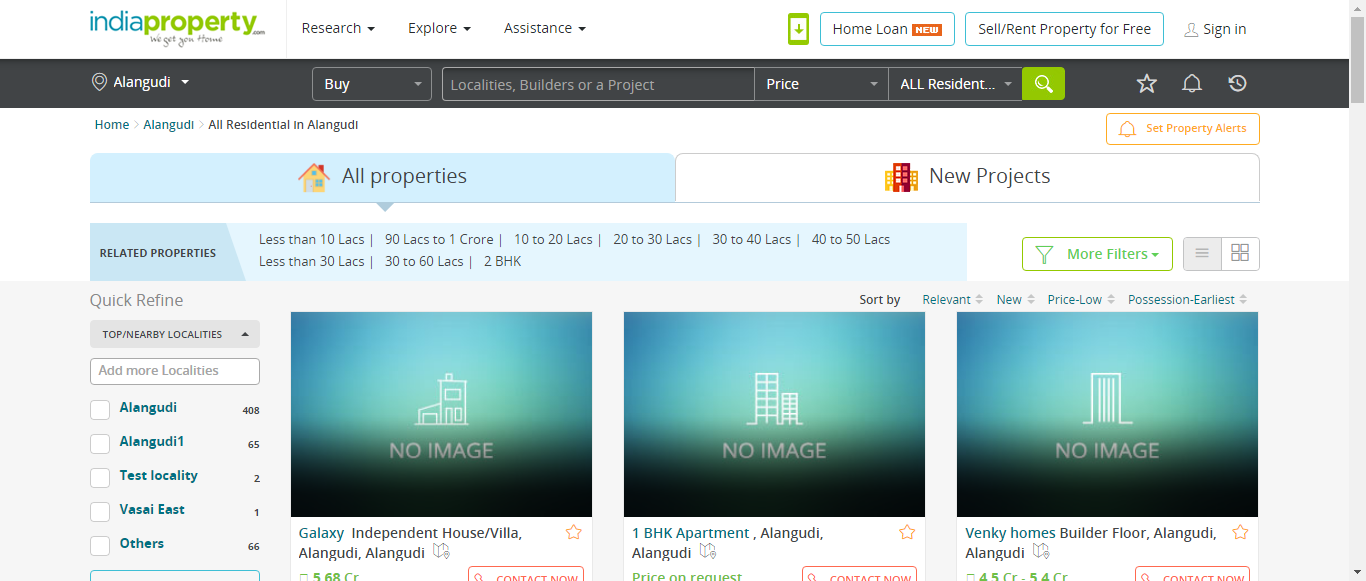 indiaproperty.com
We get you Home
Research Explore Assistance
Home Loan NEW Sell/Rent Property for Free Sign in
Alangudi Buy Localities, Builders or a Project Price ALL Resident...
Home > Alangudi > All Residential in Alangudi
Set Property Alerts
All properties New Projects
RELATED PROPERTIES
Less than 10 Lacs | 90 Lacs to 1 Crore | 10 to 20 Lacs | 20 to 30 Lacs | 30 to 40 Lacs | 40 to 50 Lacs
Less than 30 Lacs | 30 to 60 Lacs | 2 BHK
More Filters
Quick Refine
Sort by Relevant New Price-Low Possession-Earliest
TOP/NEARBY LOCALITIES
Add more Localities
Alangudi 408
Alangudi1 65
Test locality 2
Vasai East 1
Others 66
NO IMAGE
Galaxy Independent House/Villa,
Alangudi, Alangudi
5.68 Cr
CONTACT NOW
NO IMAGE
1 BHK Apartment , Alangudi,
Alangudi
Price on request
CONTACT NOW
NO IMAGE
Venky homes Builder Floor, Alangudi,
Alangudi
4.5 Cr - 5.4 Cr
CONTACT NOW